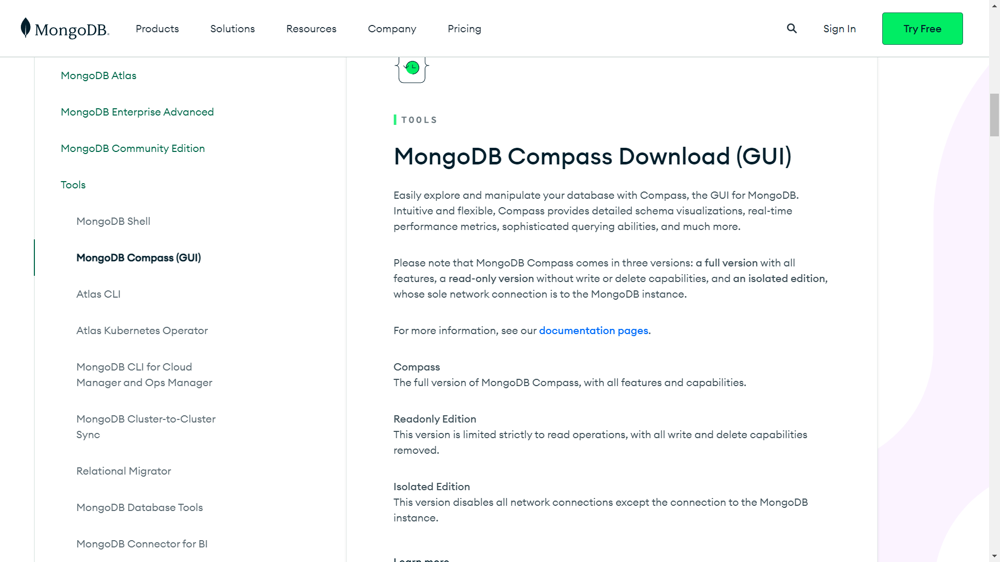 MongoDB.
Products
Solutions
Resources
Company
Pricing
Sign In
Try Free
MongoDB Atlas
MongoDB Enterprise Advanced
MongoDB Community Edition
Tools
MongoDB Shell
MongoDB Compass (GUI)
Atlas CLI
Atlas Kubernetes Operator
MongoDB CLI for Cloud
Manager and Ops Manager
MongoDB Cluster-to-Cluster
Sync
Relational Migrator
MongoDB Database Tools
MongoDB Connector for BI
TOOLS
MongoDB Compass Download (GUI)
Easily explore and manipulate your database with Compass, the GUI for MongoDB.
Intuitive and flexible, Compass provides detailed schema visualizations, real-time
performance metrics, sophisticated querying abilities, and much more.
Please note that MongoDB Compass comes in three versions: a full version with all
features, a read-only version without write or delete capabilities, and an isolated edition,
whose sole network connection is to the MongoDB instance.
For more information, see our documentation pages.
Compass
The full version of MongoDB Compass, with all features and capabilities.
Readonly Edition
This version is limited strictly to read operations, with all write and delete capabilities
removed.
Isolated Edition
This version disables all network connections except the connection to the MongoDB
instance.
Learn more